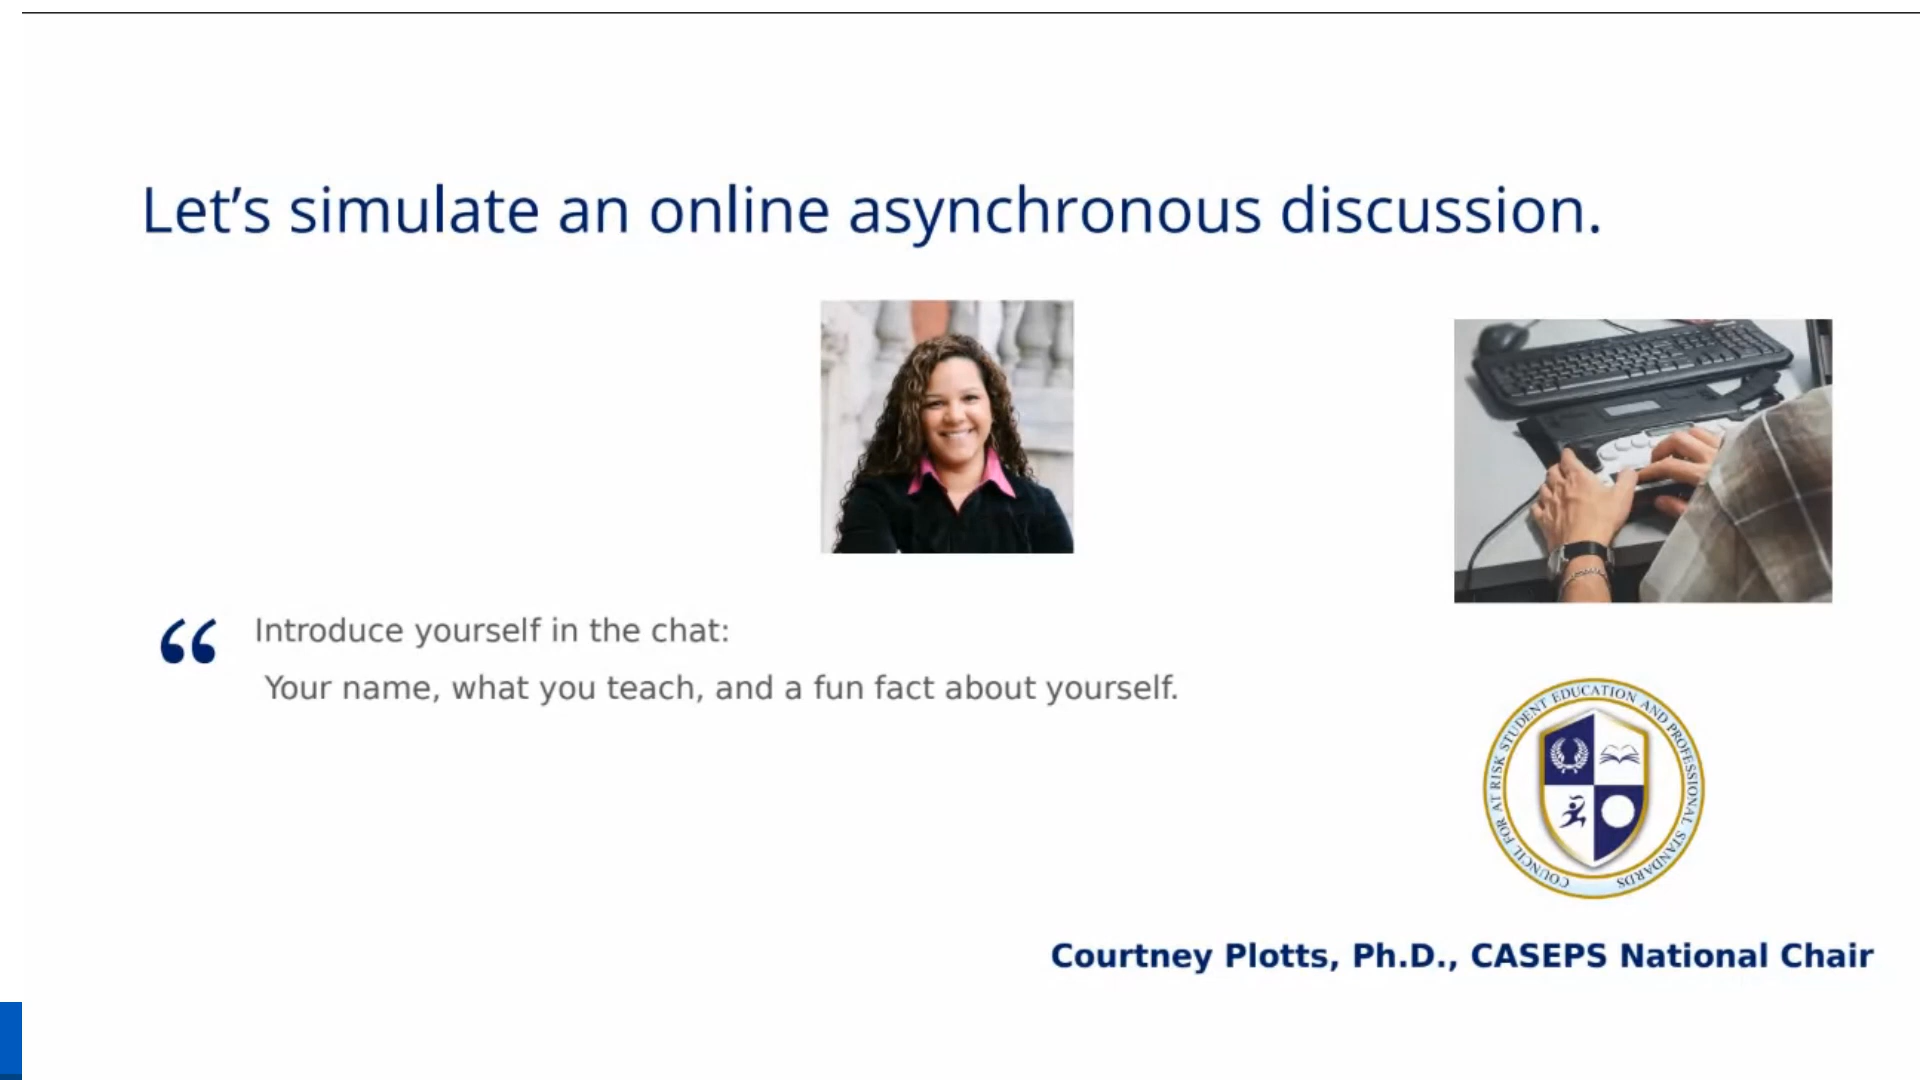 Let’s simulate an online asynchronous discussion.
“ Introduce yourself in the chat:
Your name, what you teach, and a fun fact about yourself.
COUNCIL FOR AT RISK STUDENT EDUCATION AND PROFESSIONAL STANDARDS
Courtney Plotts, Ph.D., CASEPS National Chair